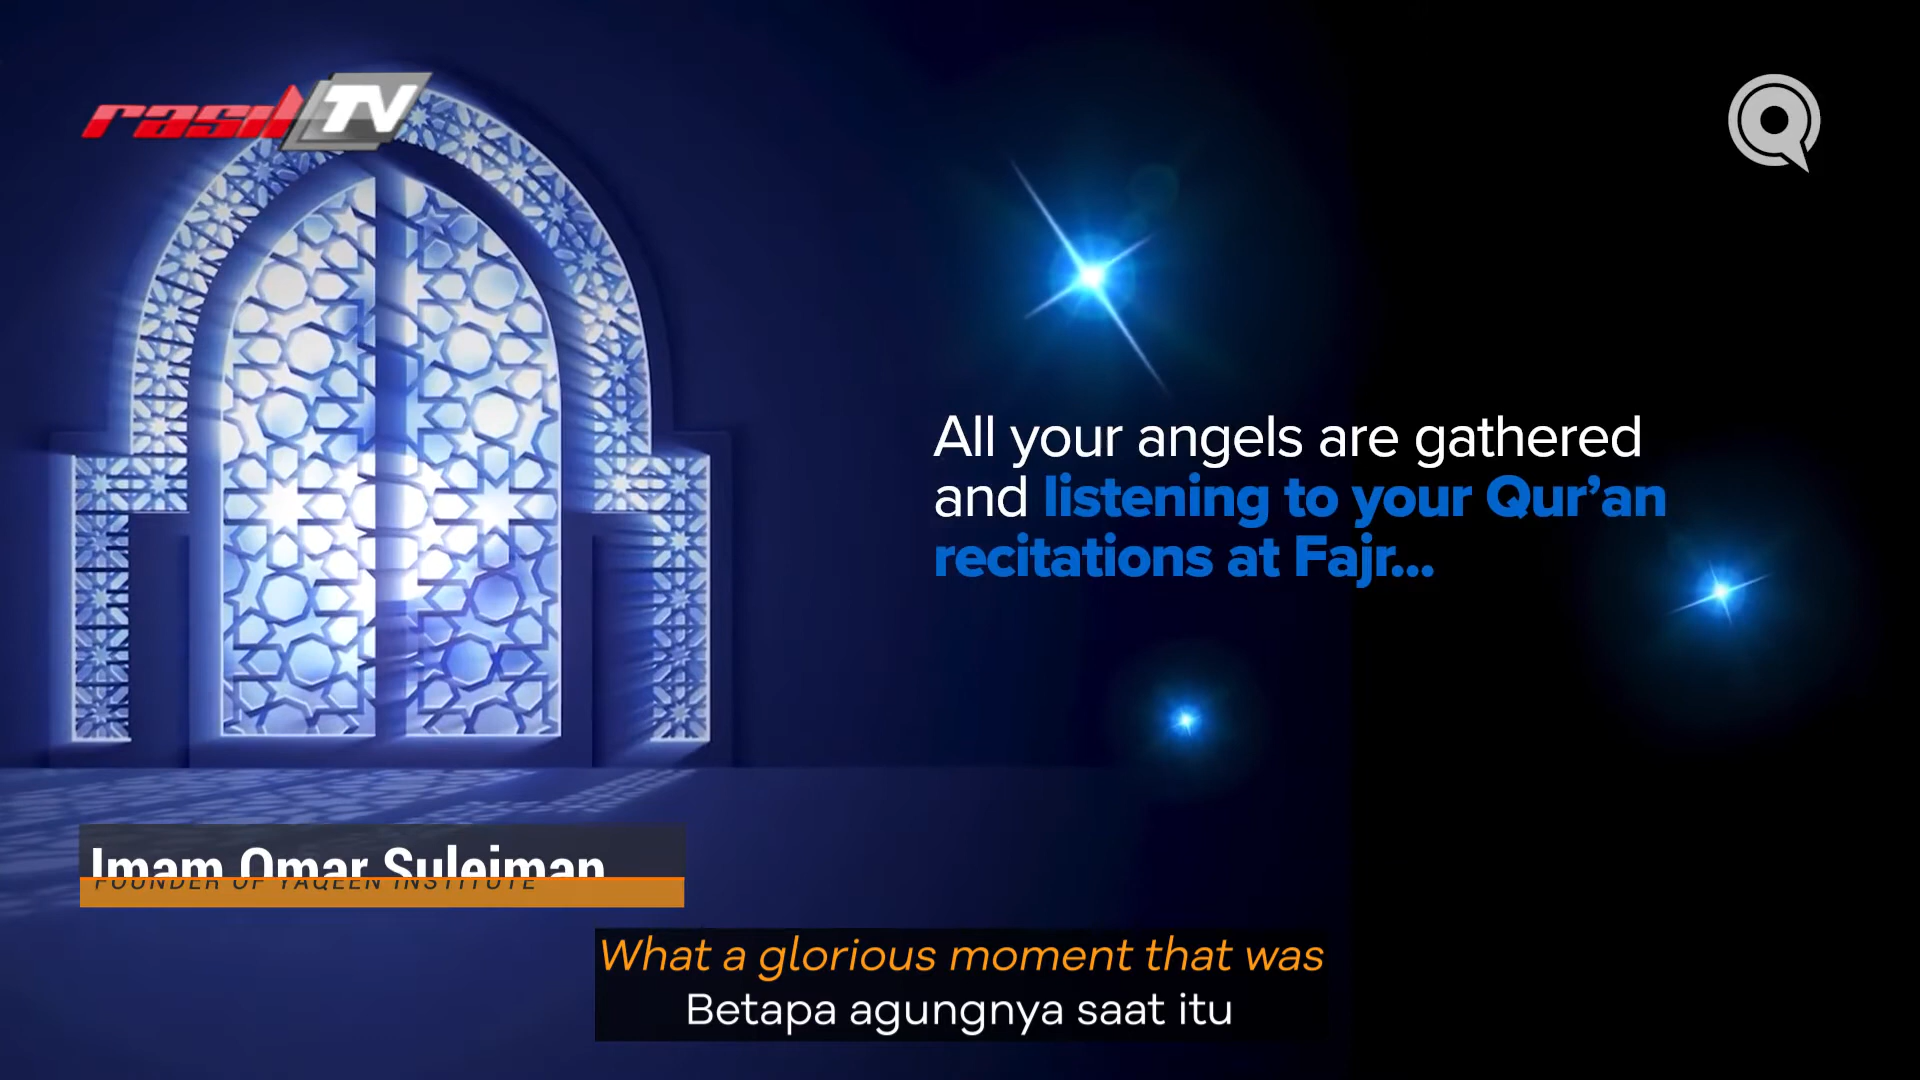 rasil TV
All your angels are gathered
and listening to your Qur’an
recitations at Fajr...
Imam Omar Suleiman
FOUNDER OF YAQEEN INSTITUTE
What a glorious moment that was
Betapa agungnya saat itu